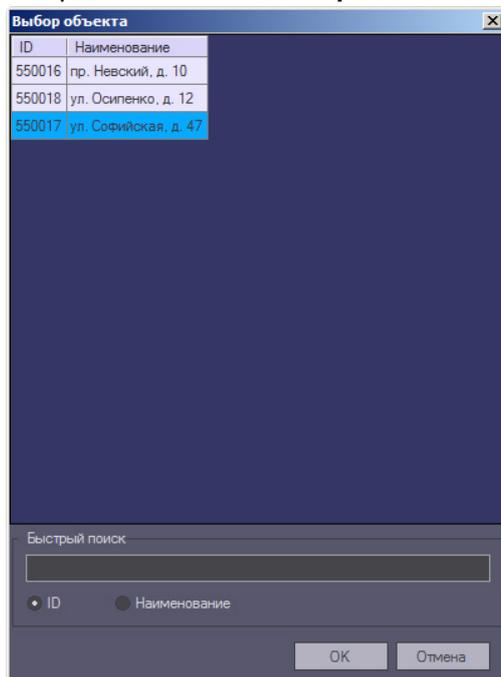 Выбор объекта
ID Наименование
550016 пр. Невский, д. 10
550018 ул. Осипенко, д. 12
550017 ул. Софийская, д. 47
Быстрый поиск
ID Наименование
OK Отмена